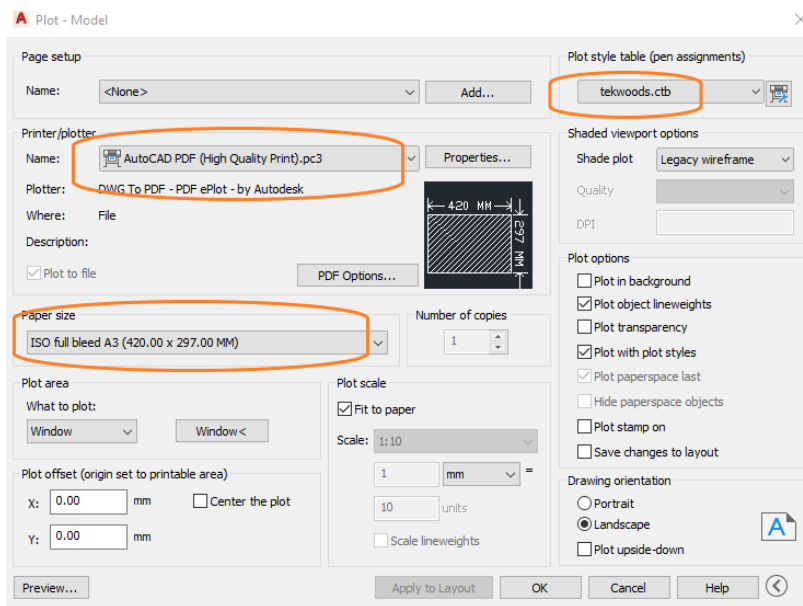 Plot - Model
Page setup
Name:
<None>
Add...
Plot style table (pen assignments)
tekwoods.ctb
Printer/plotter
Name:
AutoCAD PDF (High Quality Print).pc3
Properties...
Plotter:
DWG To PDF - PDF ePlot - by Autodesk
Where:
File
Description:
Plot to file
PDF Options...
420 MM
297 MM
Shaded viewport options
Shade plot
Legacy wireframe
Quality
DPI
Paper size
ISO full bleed A3 (420.00 x 297.00 MM)
Number of copies
1
Plot options
Plot in background
Plot object lineweights
Plot transparency
Plot with plot styles
Plot paperspace last
Hide paperspace objects
Plot stamp on
Save changes to layout
Plot area
What to plot:
Window
Window<
Plot scale
Fit to paper
Scale:
1:10
1
mm
=
10
units
Scale lineweights
Plot offset (origin set to printable area)
X:
0.00
mm
Center the plot
Y:
0.00
mm
Drawing orientation
Portrait
Landscape
Plot upside-down
A
Preview...
Apply to Layout
OK
Cancel
Help